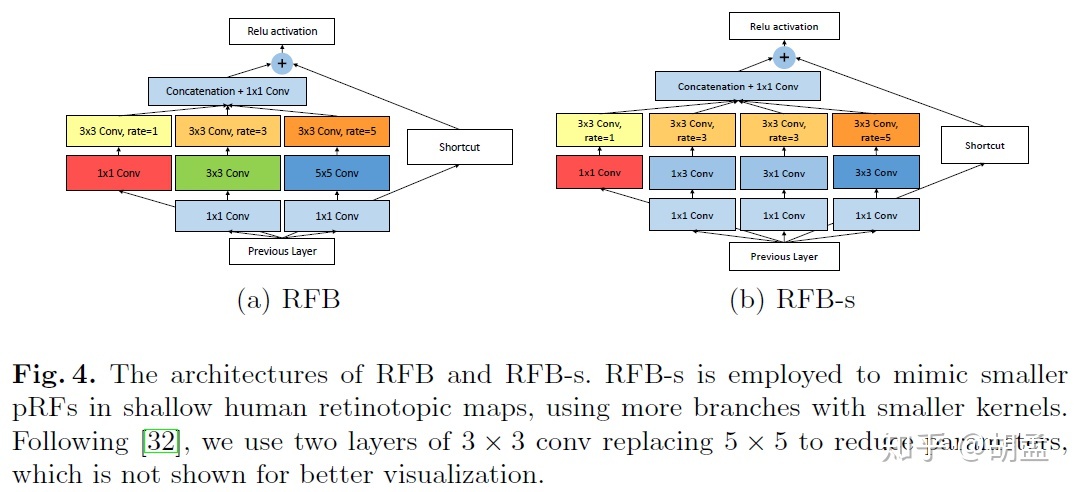 Relu activation
+
Concatenation + 1x1 Conv
3x3 Conv, rate=1
3x3 Conv, rate=3
3x3 Conv, rate=5
1x1 Conv
3x3 Conv
5x5 Conv
Shortcut
1x1 Conv
1x1 Conv
Previous Layer
(a) RFB
Relu activation
+
Concatenation + 1x1 Conv
3x3 Conv,
rate=1
3x3 Conv,
rate=3
3x3 Conv,
rate=3
3x3 Conv,
rate=5
1x1 Conv
1x3 Conv
3x1 Conv
3x3 Conv
Shortcut
1x1 Conv
1x1 Conv
1x1 Conv
Previous Layer
(b) RFB-s
Fig. 4. The architectures of RFB and RFB-s. RFB-s is employed to mimic smaller
pRFs in shallow human retinotopic maps, using more branches with smaller kernels.
Following [32], we use two layers of 3 × 3 conv replacing 5 × 5 to reduce parameters,
which is not shown for better visualization.
知乎 @胡孟